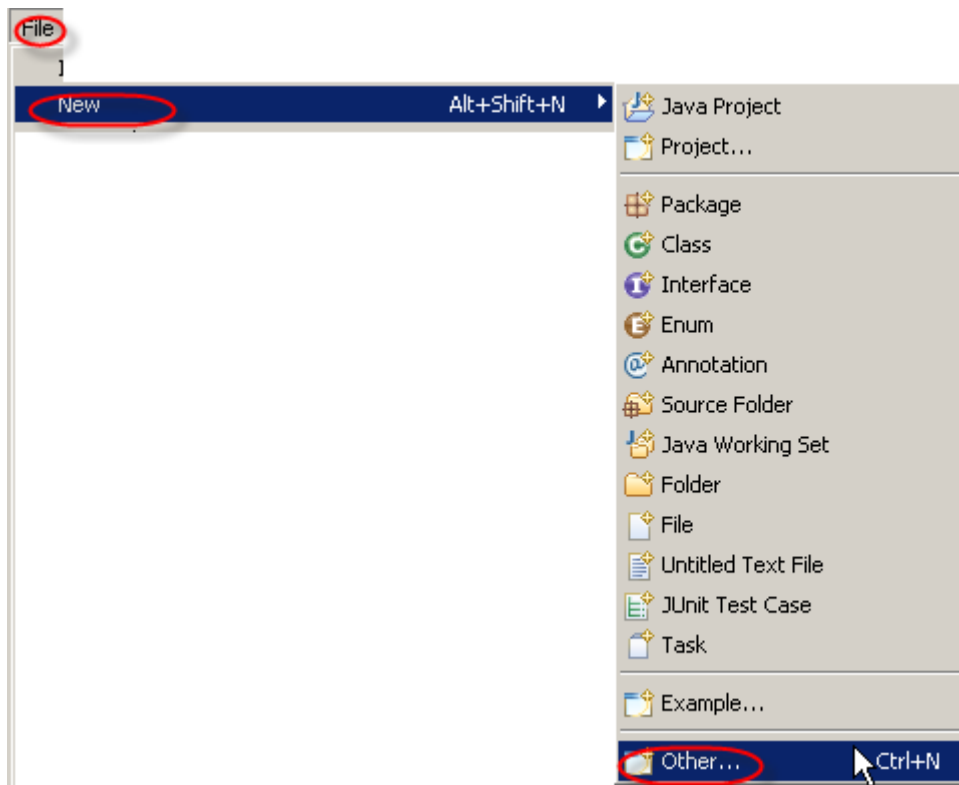 File
New Alt+Shift+N
Java Project
Project...
Package
Class
Interface
Enum
Annotation
Source Folder
Java Working Set
Folder
File
Untitled Text File
JUnit Test Case
Task
Example...
Other... Ctrl+N